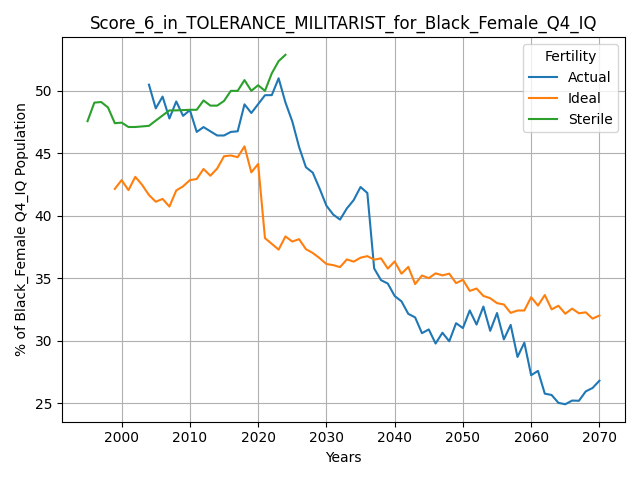 Score_6_in_TOLERANCE_MILITARIST_for_Black_Female_Q4_IQ
Fertility
Actual
Ideal
Sterile
% of Black_Female Q4_IQ Population
50
45
40
35
30
25
2000 2010 2020 2030 2040 2050 2060 2070
Years